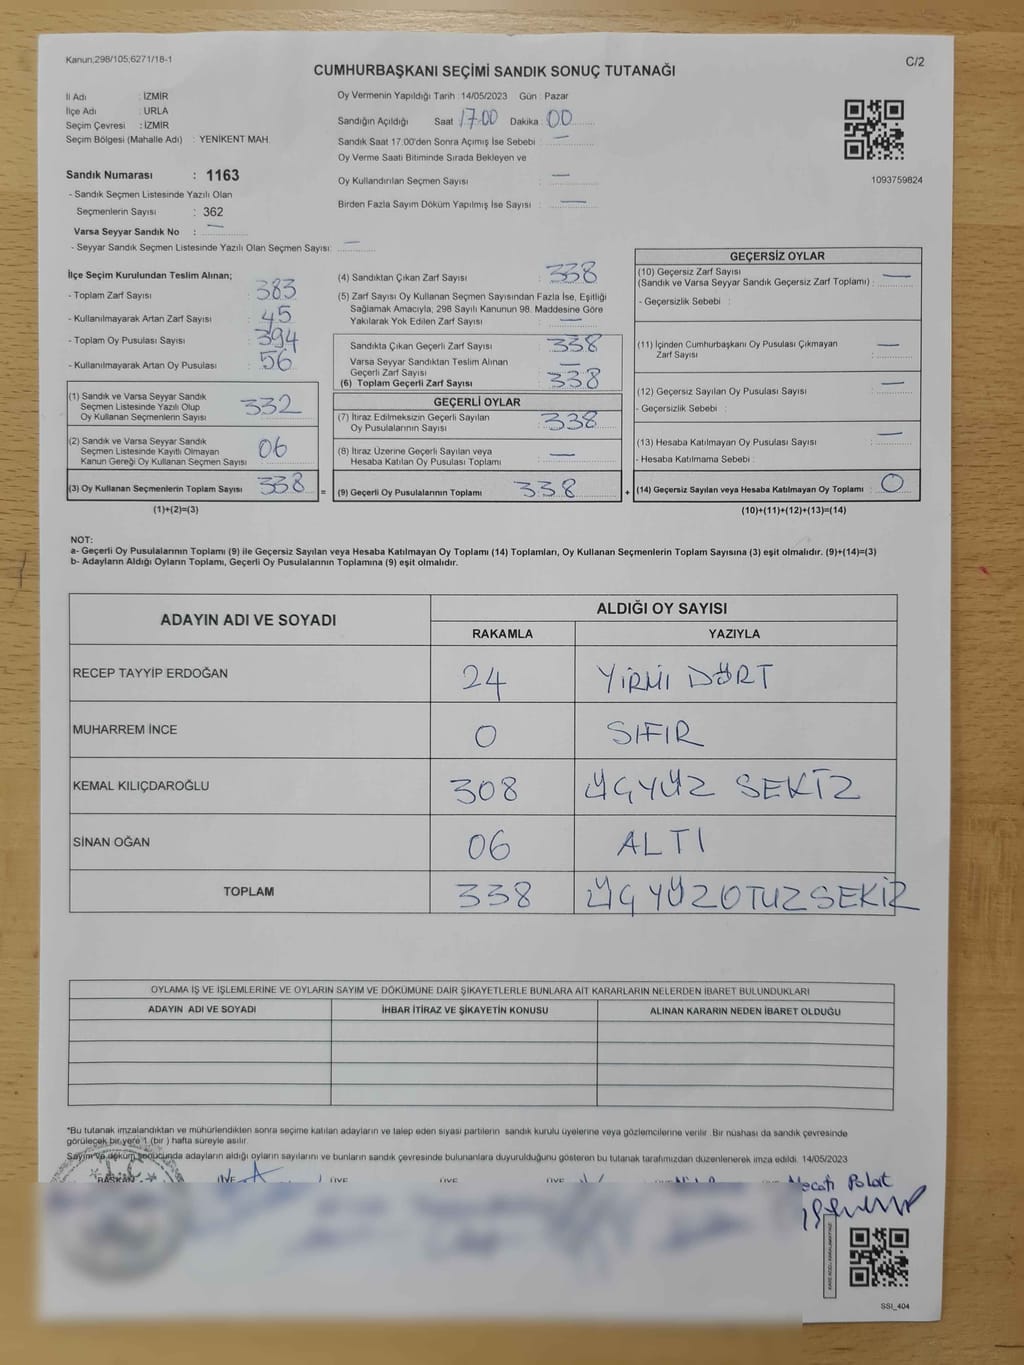 Kanun;298/105;6271/18-1
C/2
CUMHURBAŞKANI SEÇİMİ SANDIK SONUÇ TUTANAĞI
İl Adı : İZMİR
İlçe Adı : URLA
Seçim Çevresi : İZMİR
Seçim Bölgesi (Mahalle Adı) : YENİKENT MAH.
Sandık Numarası : 1163
- Sandık Seçmen Listesinde Yazılı Olan
Seçmenlerin Sayısı : 362
Varsa Seyyar Sandık No : —
- Seyyar Sandık Seçmen Listesinde Yazılı Olan Seçmen Sayısı: —
Oy Vermenin Yapıldığı Tarih :14/05/2023 Gün : Pazar
Sandığın Açıldığı Saat 17:00 Dakika : 00
Sandık Saat 17.00'den Sonra Açımış İse Sebebi : —
Oy Verme Saati Bitiminde Sırada Bekleyen ve
Oy Kullandırılan Seçmen Sayısı : —
Birden Fazla Sayım Döküm Yapılmış İse Sayısı : —
1093759824
İlçe Seçim Kurulundan Teslim Alınan;
- Toplam Zarf Sayısı : 383
- Kullanılmayarak Artan Zarf Sayısı : 45
- Toplam Oy Pusulası Sayısı : 394
- Kullanılmayarak Artan Oy Pusulası : 56
(1) Sandık ve Varsa Seyyar Sandık
Seçmen Listesinde Yazılı Olup
Oy Kullanan Seçmenlerin Sayısı : 332
(2) Sandık ve Varsa Seyyar Sandık
Seçmen Listesinde Kayıtlı Olmayan
Kanun Gereği Oy Kullanan Seçmen Sayısı : 06
(3) Oy Kullanan Seçmenlerin Toplam Sayısı : 338
(1)+(2)=(3)
(4) Sandıktan Çıkan Zarf Sayısı : 338
(5) Zarf Sayısı Oy Kullanan Seçmen Sayısından Fazla İse, Eşitliği
Sağlamak Amacıyla; 298 Sayılı Kanunun 98. Maddesine Göre
Yakılarak Yok Edilen Zarf Sayısı : —
Sandıkta Çıkan Geçerli Zarf Sayısı : 338
Varsa Seyyar Sandıktan Teslim Alınan
Geçerli Zarf Sayısı : —
(6) Toplam Geçerli Zarf Sayısı : 338
GEÇERLİ OYLAR
(7) İtiraz Edilmeksizin Geçerli Sayılan
Oy Pusulalarının Sayısı : 338
(8) İtiraz Üzerine Geçerli Sayılan veya
Hesaba Katılan Oy Pusulası Toplamı : —
= (9) Geçerli Oy Pusulalarının Toplamı : 338
GEÇERSİZ OYLAR
(10) Geçersiz Zarf Sayısı
(Sandık ve Varsa Seyyar Sandık Geçersiz Zarf Toplamı) : —
- Geçersizlik Sebebi :
(11) İçinden Cumhurbaşkanı Oy Pusulası Çıkmayan
Zarf Sayısı : —
(12) Geçersiz Sayılan Oy Pusulası Sayısı : —
- Geçersizlik Sebebi :
(13) Hesaba Katılmayan Oy Pusulası Sayısı : —
- Hesaba Katılmama Sebebi :
+ (14) Geçersiz Sayılan veya Hesaba Katılmayan Oy Toplamı : 0
(10)+(11)+(12)+(13)=(14)
NOT:
a- Geçerli Oy Pusulalarının Toplamı (9) ile Geçersiz Sayılan veya Hesaba Katılmayan Oy Toplamı (14) Toplamları, Oy Kullanan Seçmenlerin Toplam Sayısına (3) eşit olmalıdır. (9)+(14)=(3)
b- Adayların Aldığı Oyların Toplamı, Geçerli Oy Pusulalarının Toplamına (9) eşit olmalıdır.
ADAYIN ADI VE SOYADI ALDIĞI OY SAYISI
RAKAMLA YAZIYLA
RECEP TAYYİP ERDOĞAN 24 YİRMİ DÖRT
MUHARREM İNCE 0 SIFIR
KEMAL KILIÇDAROĞLU 308 ÜÇYÜZ SEKİZ
SİNAN OĞAN 06 ALTI
TOPLAM 338 ÜÇYÜZOTUZSEKİZ
OYLAMA İŞ VE İŞLEMLERİNE VE OYLARIN SAYIM VE DÖKÜMÜNE DAİR ŞİKAYETLERLE BUNLARA AİT KARARLARIN NELERDEN İBARET BULUNDUKLARI
ADAYIN ADI VE SOYADI İHBAR İTİRAZ VE ŞİKAYETİN KONUSU ALINAN KARARIN NEDEN İBARET OLDUĞU
*Bu tutanak imzalandıktan ve mühürlendikten sonra seçime katılan adayların ve talep eden siyasi partilerin sandık kurulu üyelerine veya gözlemcilerine verilir. Bir nüshası da sandık çevresinde
görülecek bir yere 1 (bir ) hafta süreyle asılır.
Sayım ve döküm sonucunda adayların aldığı oyların sayılarını ve bunların sandık çevresinde bulunanlara duyurulduğunu gösteren bu tutanak tarafımızdan düzenlenerek imza edildi. 14/05/2023
BAŞKAN ÜYE ÜYE ÜYE ÜYE
Necati Polat
SSI_404